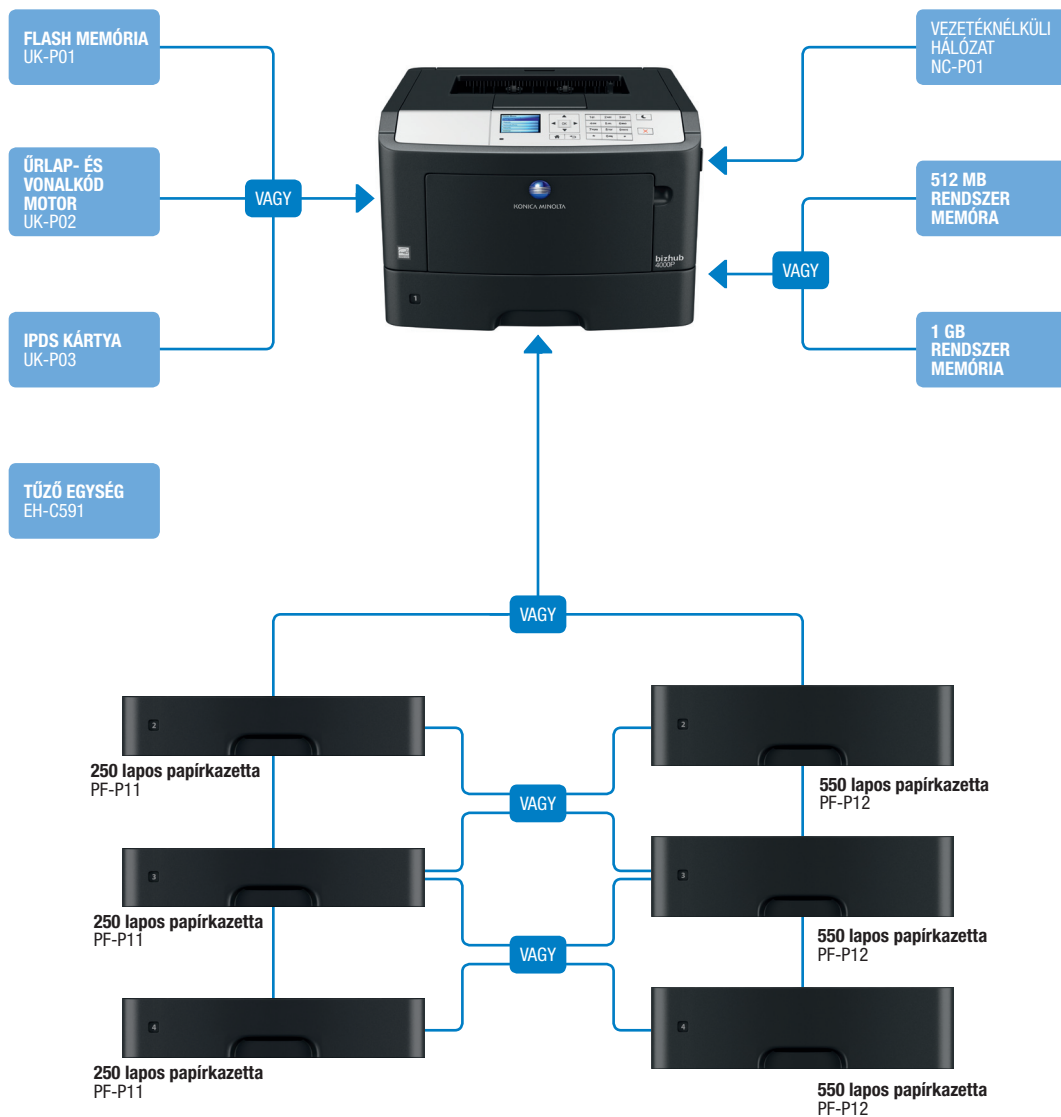 FLASH MEMÓRIA
UK-P01
ŰRLAP- ÉS
VONALKÓD
MOTOR
UK-P02
IPDS KÁRTYA
UK-P03
TŰZŐ EGYSÉG
EH-C591
VAGY
KONICA MINOLTA
bizhub
4000P
1
VEZETÉKNÉLKÜLI
HÁLÓZAT
NC-P01
512 MB
RENDSZER
MEMÓRA
VAGY
1 GB
RENDSZER
MEMÓRIA
VAGY
2
250 lapos papírkazetta
PF-P11
2
550 lapos papírkazetta
PF-P12
VAGY
3
250 lapos papírkazetta
PF-P11
3
550 lapos papírkazetta
PF-P12
VAGY
4
250 lapos papírkazetta
PF-P11
4
550 lapos papírkazetta
PF-P12